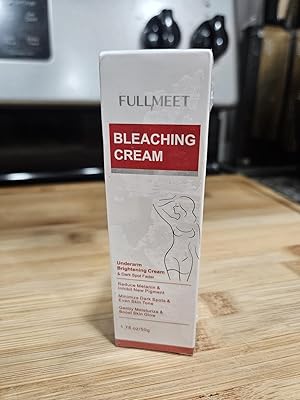 FULLMEET
BLEACHING
CREAM
Underarm
Brightening Cream
& Dark Spot Fader
Reduce Melanin &
Inhibit New Pigment
Minimize Dark Spots &
Even Skin Tone
Gently Moisturize &
Boost Skin Glow
1.76 oz/50g